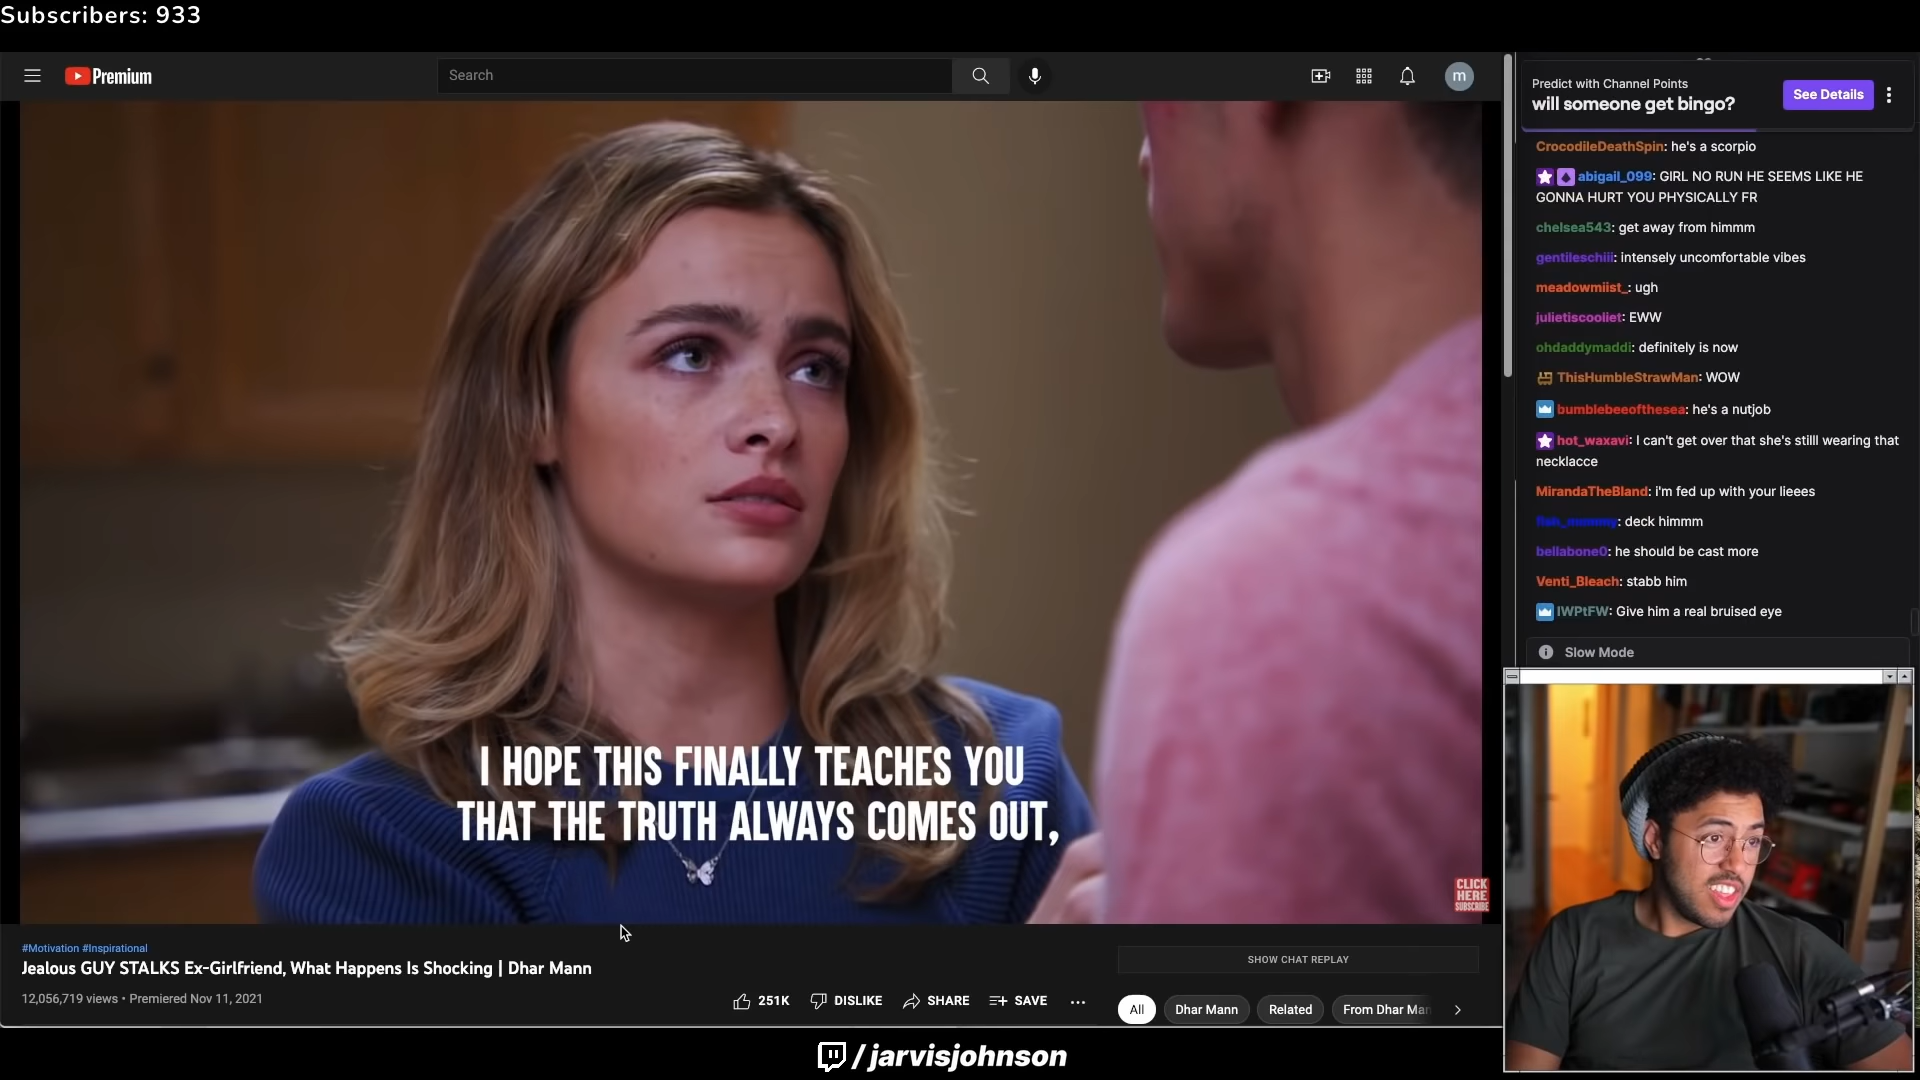 Subscribers: 933
Premium
Search
m
Predict with Channel Points
will someone get bingo?
See Details
CrocodileDeathSpin: he's a scorpio
abigail_099: GIRL NO RUN HE SEEMS LIKE HE
GONNA HURT YOU PHYSICALLY FR
chelsea543: get away from himmm
gentileschiii: intensely uncomfortable vibes
meadowmiist_: ugh
julietiscooliet: EWW
ohdaddymaddi: definitely is now
ThisHumbleStrawMan: WOW
bumblebeeofthesea: he's a nutjob
hot_waxavi: I can't get over that she's stilll wearing that
necklacce
MirandaTheBland: i'm fed up with your lieees
: deck himmm
bellabone0: he should be cast more
Venti_Bleach: stabb him
IWPtFW: Give him a real bruised eye
Slow Mode
I HOPE THIS FINALLY TEACHES YOU
THAT THE TRUTH ALWAYS COMES OUT,
CLICK
HERE
SUBSCRIBE
#Motivation #Inspirational
Jealous GUY STALKS Ex-Girlfriend, What Happens Is Shocking | Dhar Mann
12,056,719 views • Premiered Nov 11, 2021
251K
DISLIKE
SHARE
SAVE
SHOW CHAT REPLAY
All
Dhar Mann
Related
From Dhar Man
/jarvisjohnson